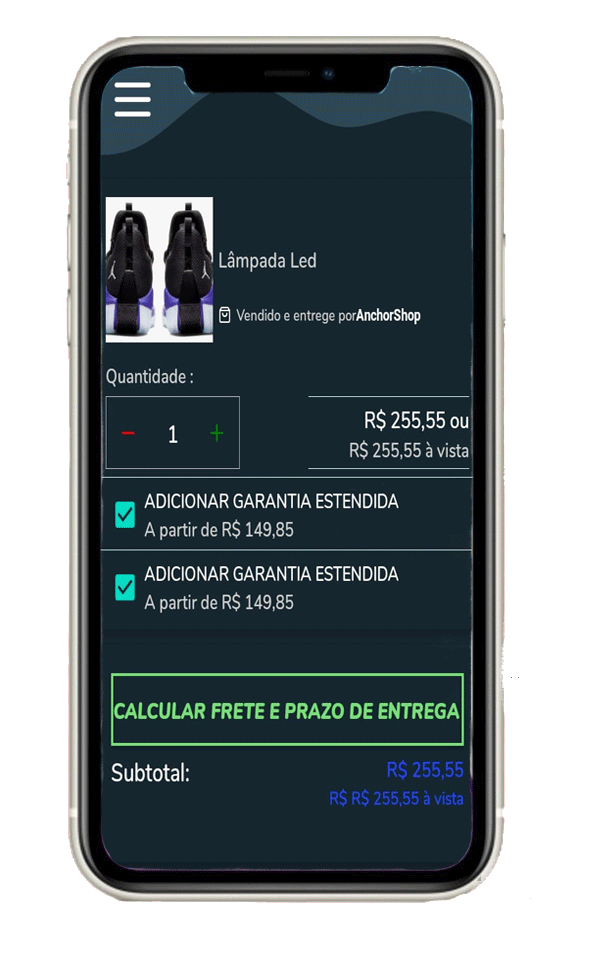 Lâmpada Led
Vendido e entrege porAnchorShop
Quantidade :
− 1 +
R$ 255,55 ou
R$ 255,55 à vista
ADICIONAR GARANTIA ESTENDIDA
A partir de R$ 149,85
ADICIONAR GARANTIA ESTENDIDA
A partir de R$ 149,85
CALCULAR FRETE E PRAZO DE ENTREGA
Subtotal:
R$ 255,55
R$ R$ 255,55 à vista